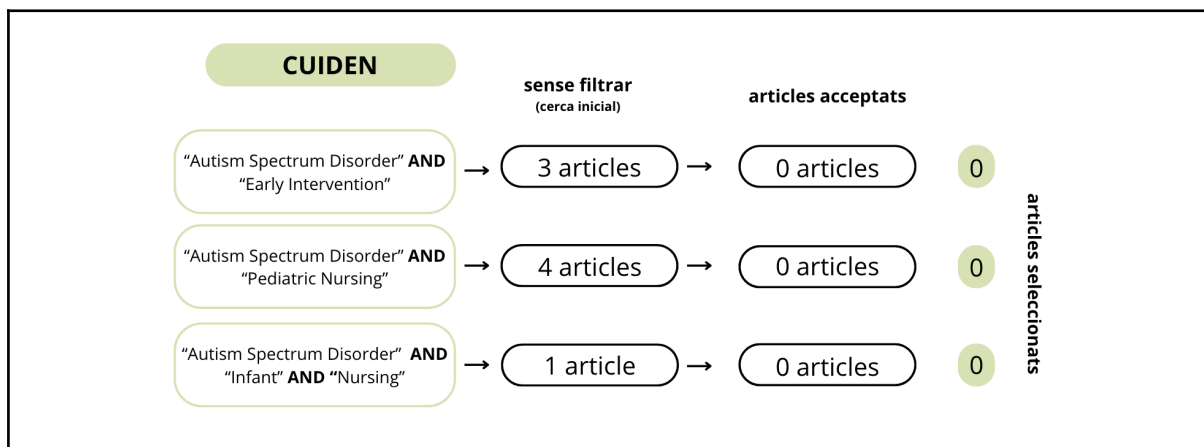 CUIDEN
sense filtrar
(cerca inicial)
articles acceptats
“Autism Spectrum Disorder” AND
“Early Intervention”
3 articles
0 articles
0
“Autism Spectrum Disorder” AND
“Pediatric Nursing”
4 articles
0 articles
0
“Autism Spectrum Disorder” AND
“Infant” AND “Nursing”
1 article
0 articles
0
articles seleccionats